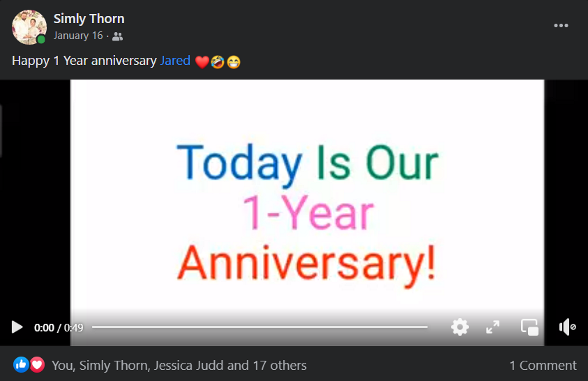 Simly Thorn
January 16 ·
Happy 1 Year anniversary Jared ❤️🤣😁
Today Is Our
1-Year
Anniversary!
0:00 / 0:49
You, Simly Thorn, Jessica Judd and 17 others
1 Comment